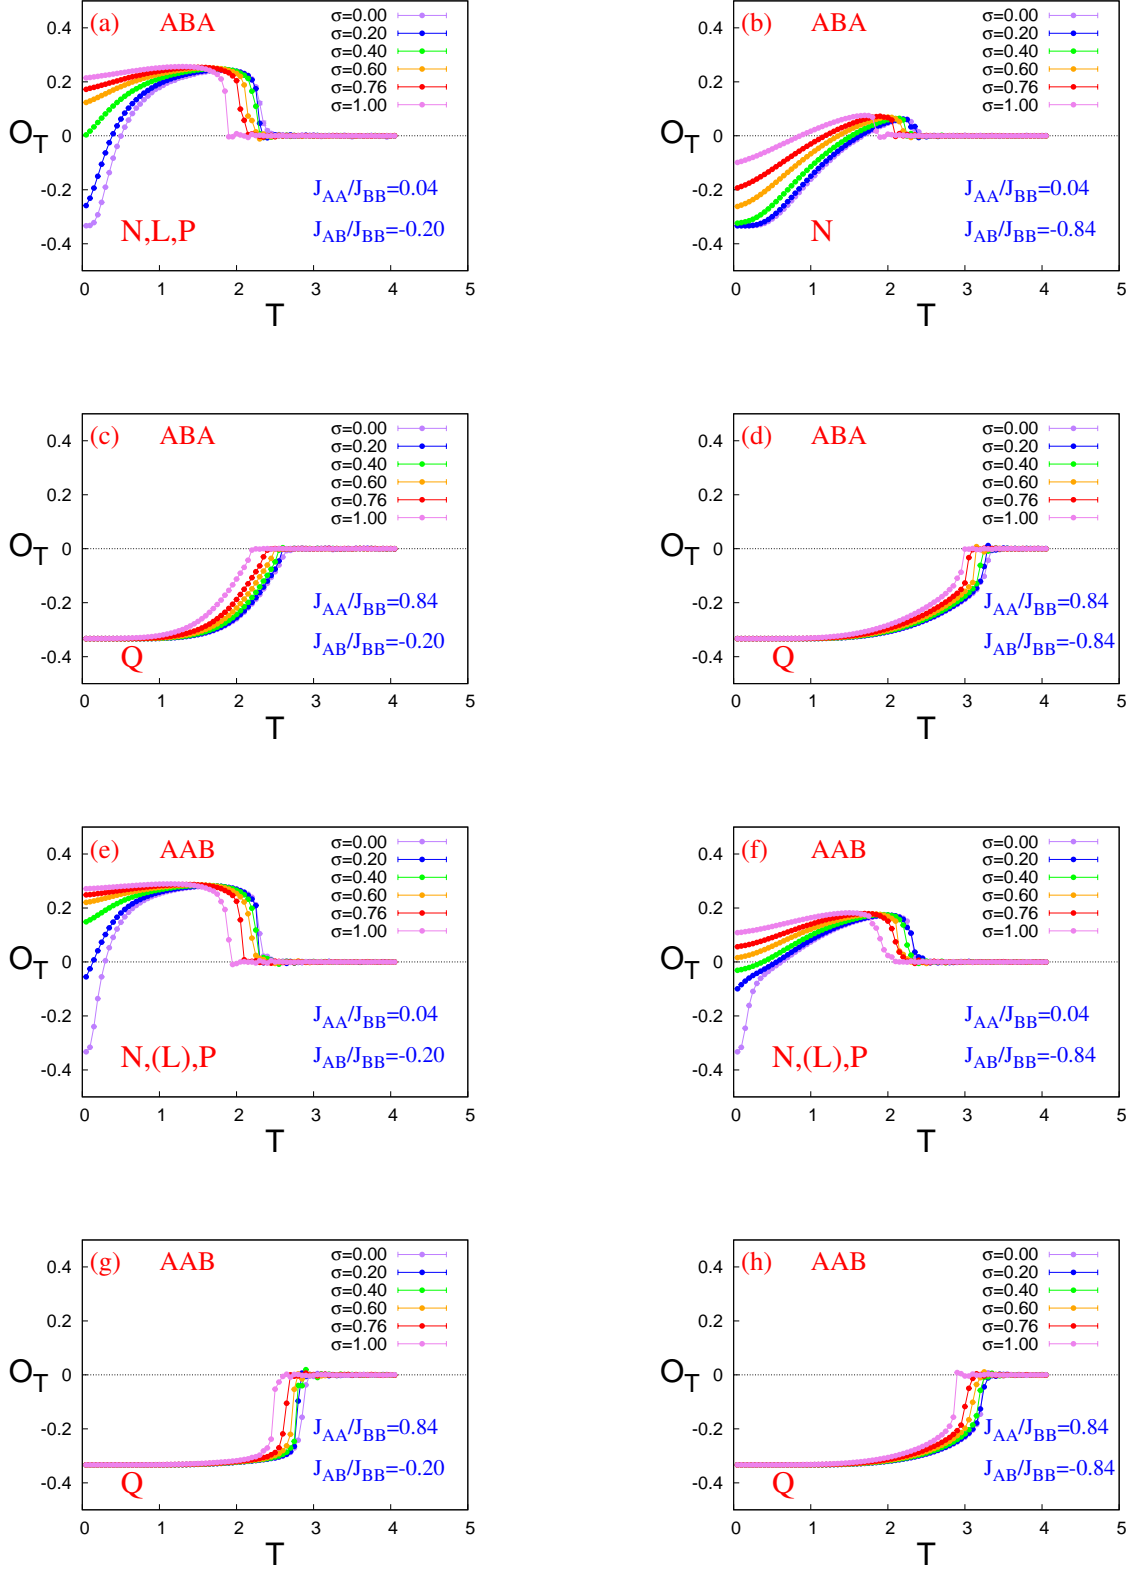 (a) ABA
σ=0.00
σ=0.20
σ=0.40
σ=0.60
σ=0.76
σ=1.00
0.4
0.2
0
-0.2
-0.4
O_T
J_AA/J_BB=0.04
J_AB/J_BB=-0.20
N,L,P
0 1 2 3 4 5
T
(b) ABA
σ=0.00
σ=0.20
σ=0.40
σ=0.60
σ=0.76
σ=1.00
0.4
0.2
0
-0.2
-0.4
O_T
J_AA/J_BB=0.04
J_AB/J_BB=-0.84
N
0 1 2 3 4 5
T
(c) ABA
σ=0.00
σ=0.20
σ=0.40
σ=0.60
σ=0.76
σ=1.00
0.4
0.2
0
-0.2
-0.4
O_T
J_AA/J_BB=0.84
J_AB/J_BB=-0.20
Q
0 1 2 3 4 5
T
(d) ABA
σ=0.00
σ=0.20
σ=0.40
σ=0.60
σ=0.76
σ=1.00
0.4
0.2
0
-0.2
-0.4
O_T
J_AA/J_BB=0.84
J_AB/J_BB=-0.84
Q
0 1 2 3 4 5
T
(e) AAB
σ=0.00
σ=0.20
σ=0.40
σ=0.60
σ=0.76
σ=1.00
0.4
0.2
0
-0.2
-0.4
O_T
J_AA/J_BB=0.04
J_AB/J_BB=-0.20
N,(L),P
0 1 2 3 4 5
T
(f) AAB
σ=0.00
σ=0.20
σ=0.40
σ=0.60
σ=0.76
σ=1.00
0.4
0.2
0
-0.2
-0.4
O_T
J_AA/J_BB=0.04
J_AB/J_BB=-0.84
N,(L),P
0 1 2 3 4 5
T
(g) AAB
σ=0.00
σ=0.20
σ=0.40
σ=0.60
σ=0.76
σ=1.00
0.4
0.2
0
-0.2
-0.4
O_T
J_AA/J_BB=0.84
J_AB/J_BB=-0.20
Q
0 1 2 3 4 5
T
(h) AAB
σ=0.00
σ=0.20
σ=0.40
σ=0.60
σ=0.76
σ=1.00
0.4
0.2
0
-0.2
-0.4
O_T
J_AA/J_BB=0.84
J_AB/J_BB=-0.84
Q
0 1 2 3 4 5
T